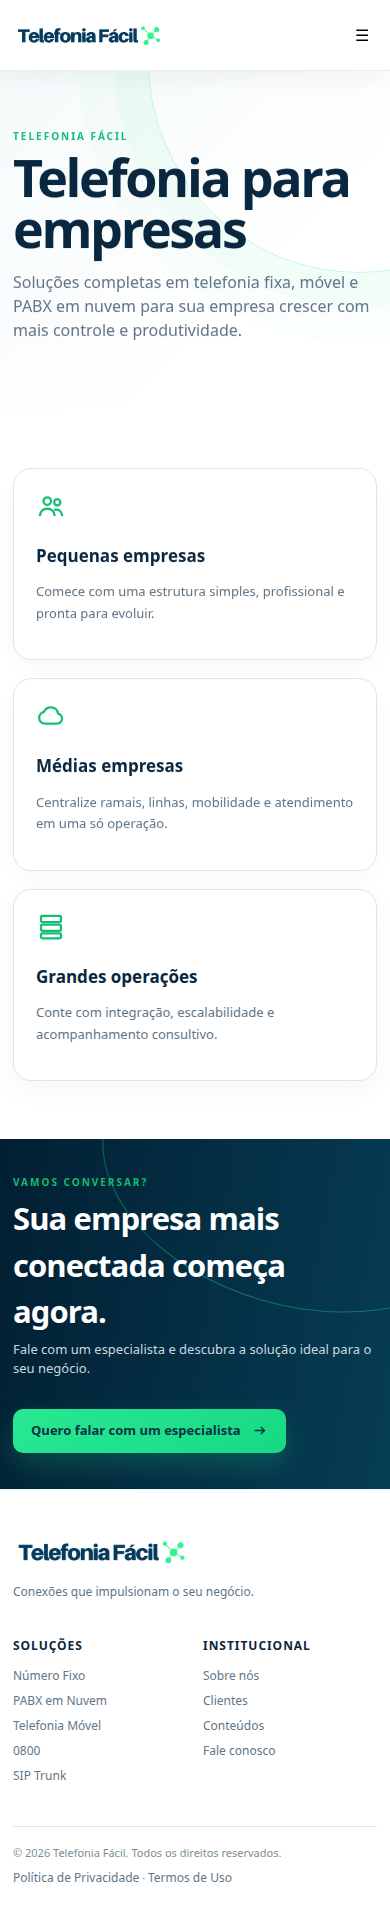 Telefonia Fácil
☰
TELEFONIA FÁCIL
Telefonia para
empresas
Soluções completas em telefonia fixa, móvel e
PABX em nuvem para sua empresa crescer com
mais controle e produtividade.
Pequenas empresas
Comece com uma estrutura simples, profissional e
pronta para evoluir.
Médias empresas
Centralize ramais, linhas, mobilidade e atendimento
em uma só operação.
Grandes operações
Conte com integração, escalabilidade e
acompanhamento consultivo.
VAMOS CONVERSAR?
Sua empresa mais
conectada começa
agora.
Fale com um especialista e descubra a solução ideal para o
seu negócio.
Quero falar com um especialista →
Telefonia Fácil
Conexões que impulsionam o seu negócio.
SOLUÇÕES
Número Fixo
PABX em Nuvem
Telefonia Móvel
0800
SIP Trunk
INSTITUCIONAL
Sobre nós
Clientes
Conteúdos
Fale conosco
© 2026 Telefonia Fácil. Todos os direitos reservados.
Política de Privacidade · Termos de Uso